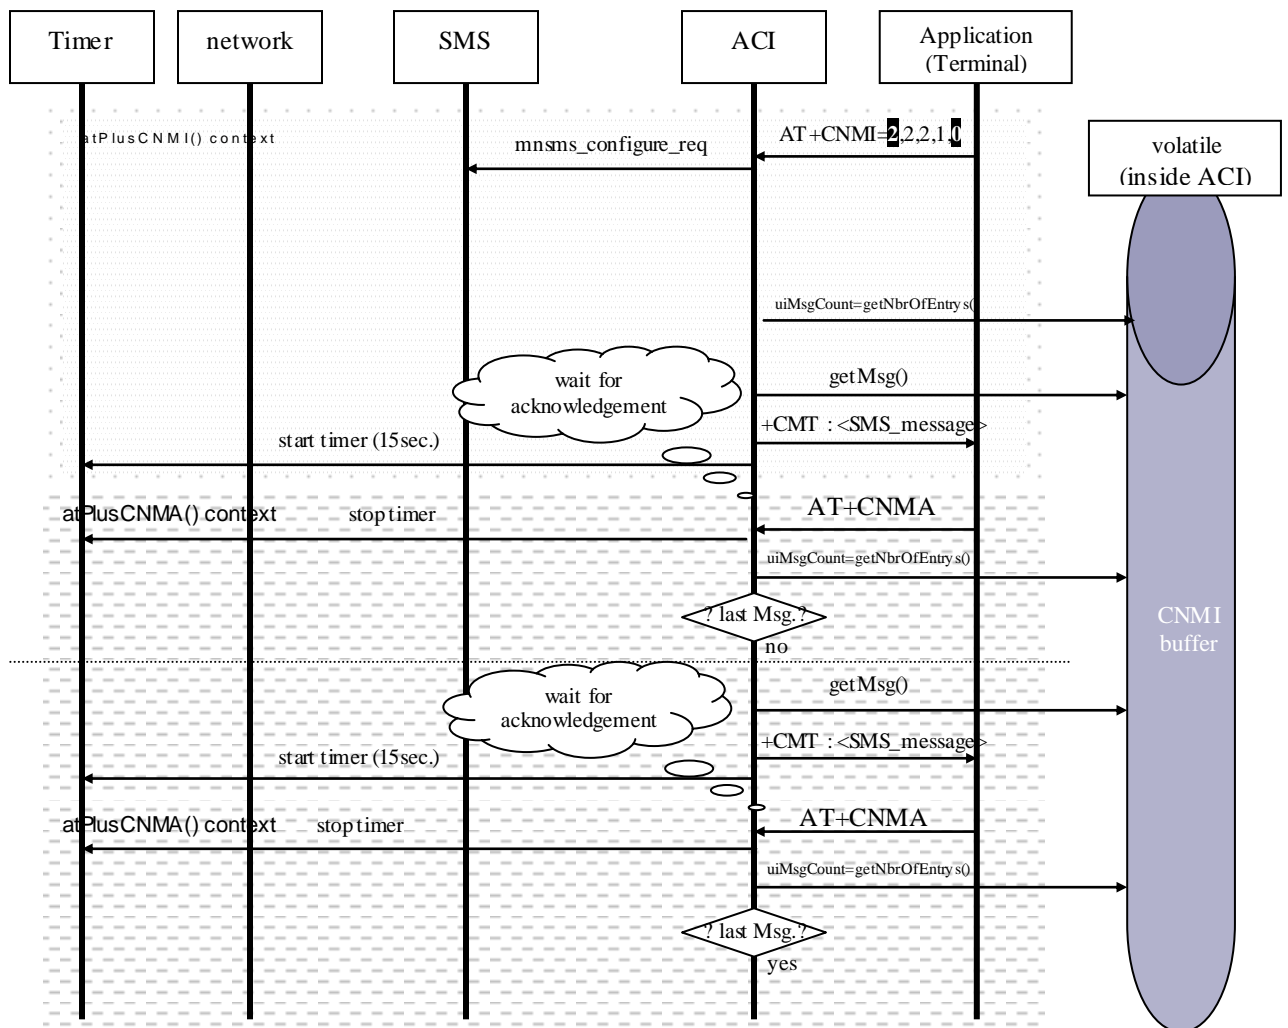 Timer
network
SMS
ACI
Application
(Terminal)
atPlusCNMI() context
AT+CNMI=2,2,2,1,0
mnsms_configure_req
volatile
(inside ACI)
uiMsgCount=getNbrOfEntrys(
wait for
acknowledgement
getMsg()
+CMT : <SMS_message>
start timer (15sec.)
atPlusCNMA() context
stop timer
AT+CNMA
uiMsgCount=getNbrOfEntrys()
? last Msg.?
no
CNMI
buffer
wait for
acknowledgement
getMsg()
+CMT : <SMS_message>
start timer (15sec.)
atPlusCNMA() context
stop timer
AT+CNMA
uiMsgCount=getNbrOfEntrys()
? last Msg.?
yes